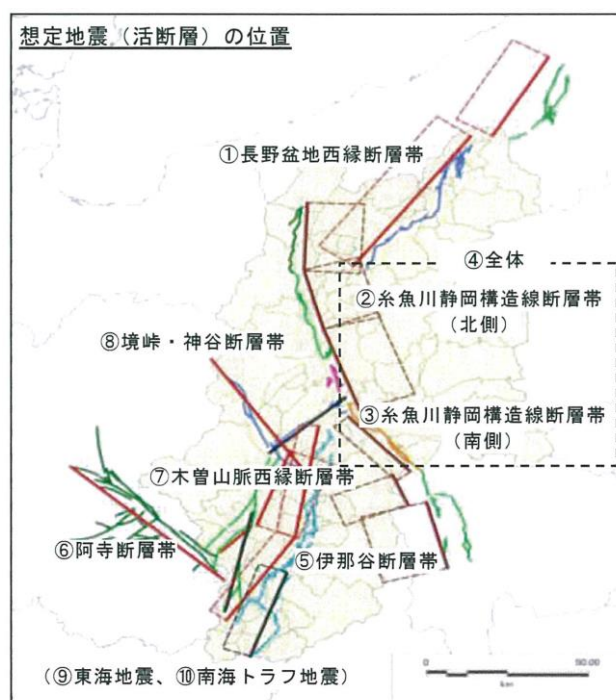 想定地震（活断層）の位置
①長野盆地西縁断層帯
④全体
②糸魚川静岡構造線断層帯
（北側）
⑧境峠・神谷断層帯
③糸魚川静岡構造線断層帯
（南側）
⑦木曽山脈西縁断層帯
⑥阿寺断層帯
⑤伊那谷断層帯
（⑨東海地震、⑩南海トラフ地震）
0
50.00
km